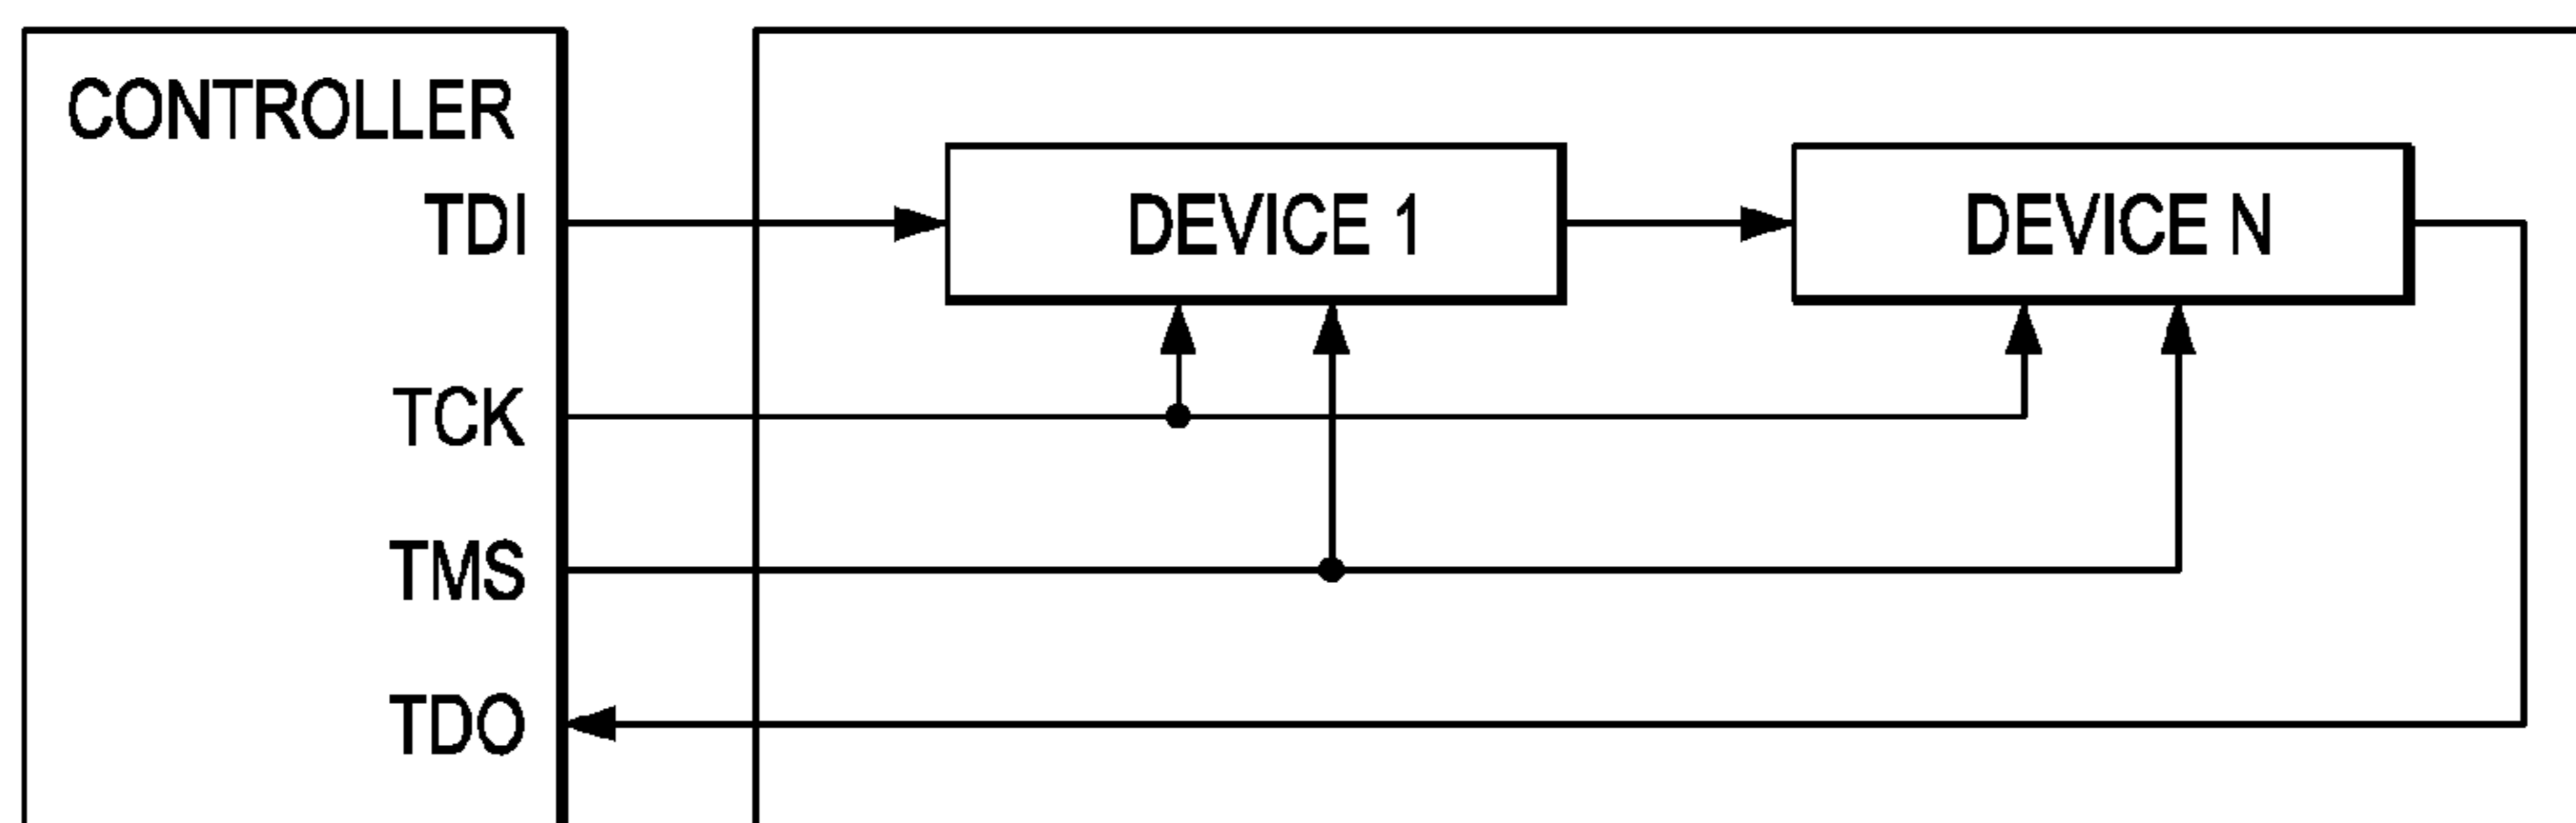 CONTROLLER
TDI
DEVICE 1
DEVICE N
TCK
TMS
TDO